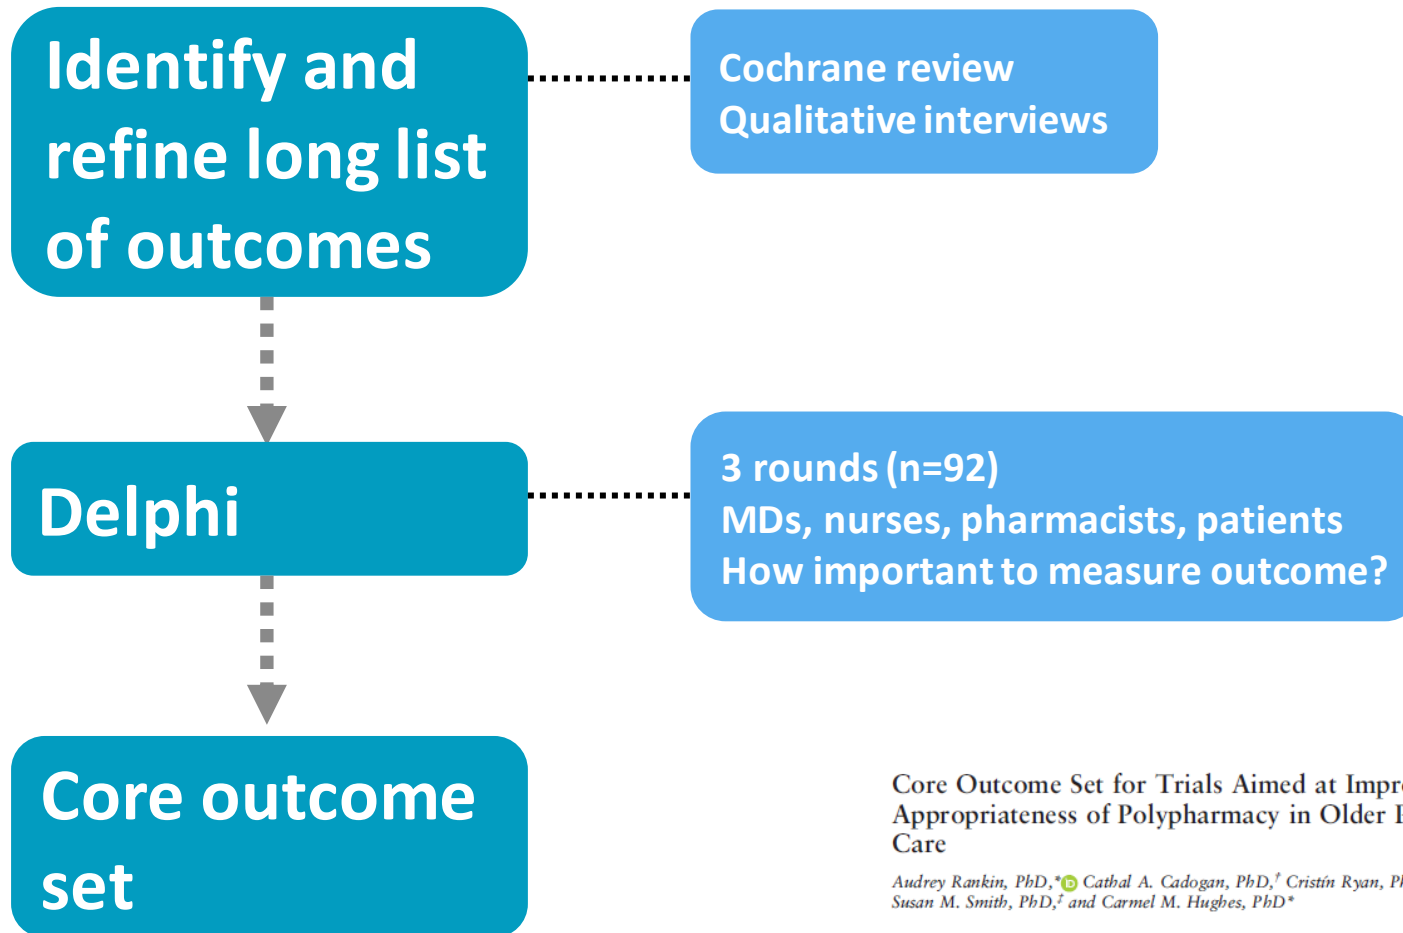 Identify and
refine long list
of outcomes
Cochrane review
Qualitative interviews
Delphi
3 rounds (n=92)
MDs, nurses, pharmacists, patients
How important to measure outcome?
Core outcome
set
Core Outcome Set for Trials Aimed at
Appropriateness of Polypharmacy in Older
Care
Audrey Rankin, PhD,* Cathal A. Cadogan, PhD,† Cristín Ryan,
Susan M. Smith, PhD,‡ and Carmel M. Hughes, PhD*